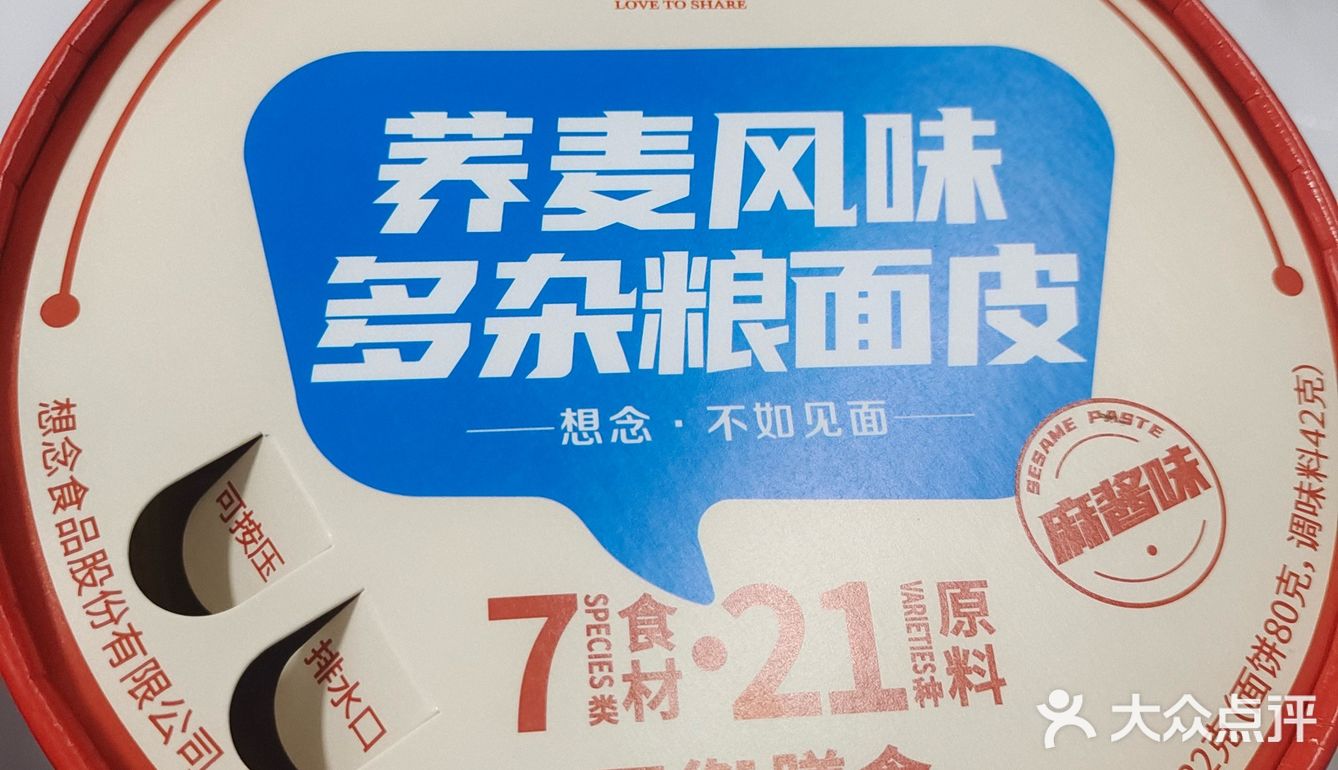 LOVE TO SHARE
荞麦风味
多杂粮面皮
想念·不如见面
SESAME PASTE
麻酱味
想念食品股份有限公司
可按压
排水口
7 SPECIES 类 食材·21 VARIETIES 种 原料
22克(面饼80克,调味料42克)
大众点评